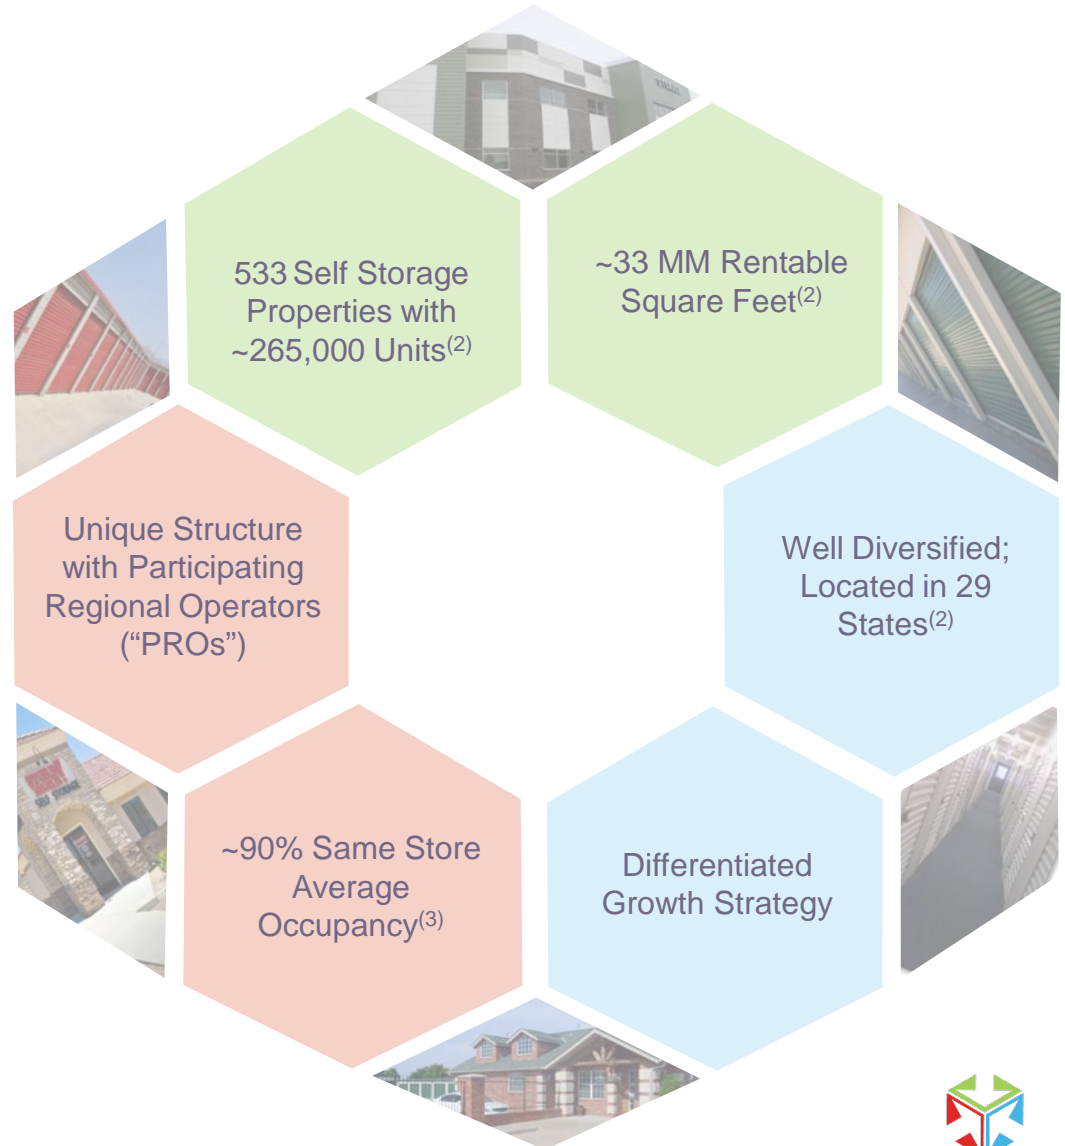 533 Self Storage
Properties with
~265,000 Units(2)
~33 MM Rentable
Square Feet(2)
Unique Structure
with Participating
Regional Operators
(“PROs”)
Well Diversified;
Located in 29
States(2)
~90% Same Store
Average
Occupancy(3)
Differentiated
Growth Strategy
SELF STORAGE